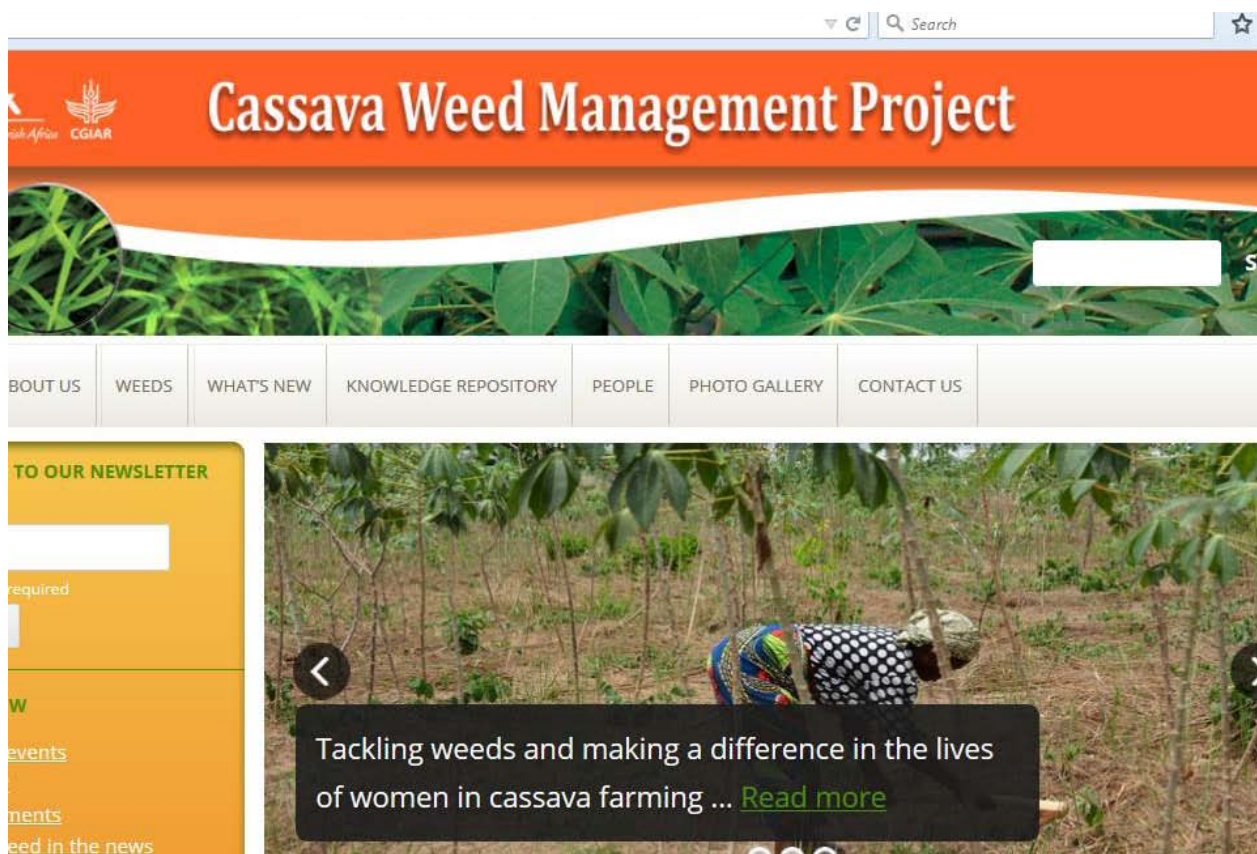 Search
Cassava Weed Management Project
CGIAR
BOUT US WEEDS WHAT'S NEW KNOWLEDGE REPOSITORY PEOPLE PHOTO GALLERY CONTACT US
TO OUR NEWSLETTER
required
W
events
ments
eed in the news
Tackling weeds and making a difference in the lives
of women in cassava farming ... Read more